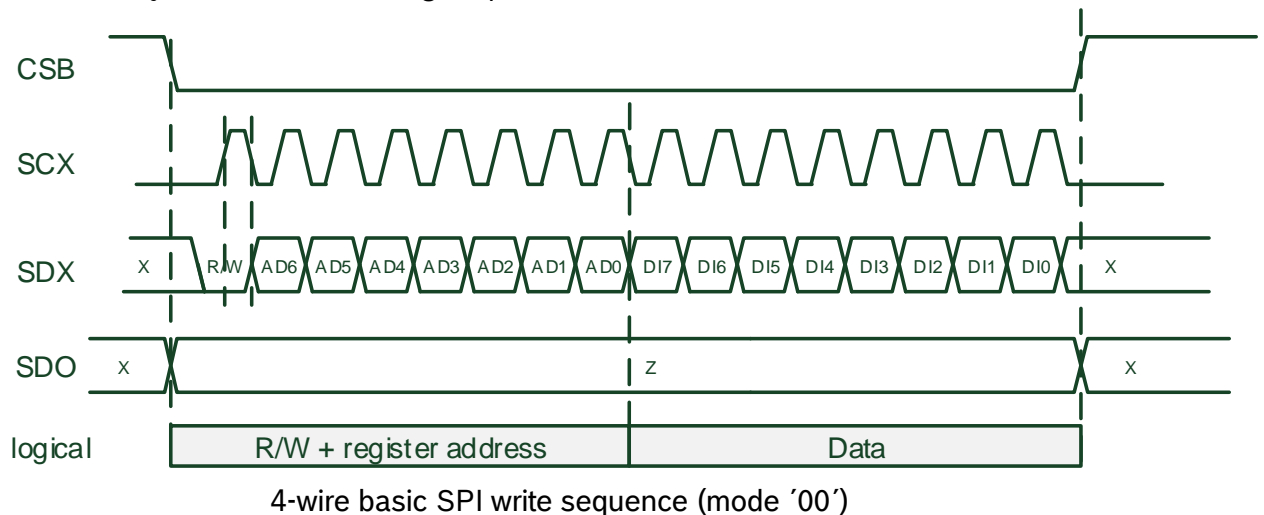 CSB
SCX
SDX X R/W AD6 AD5 AD4 AD3 AD2 AD1 AD0 DI7 DI6 DI5 DI4 DI3 DI2 DI1 DI0 X
SDO X Z X
logical R/W + register address Data
4-wire basic SPI write sequence (mode ´00´)